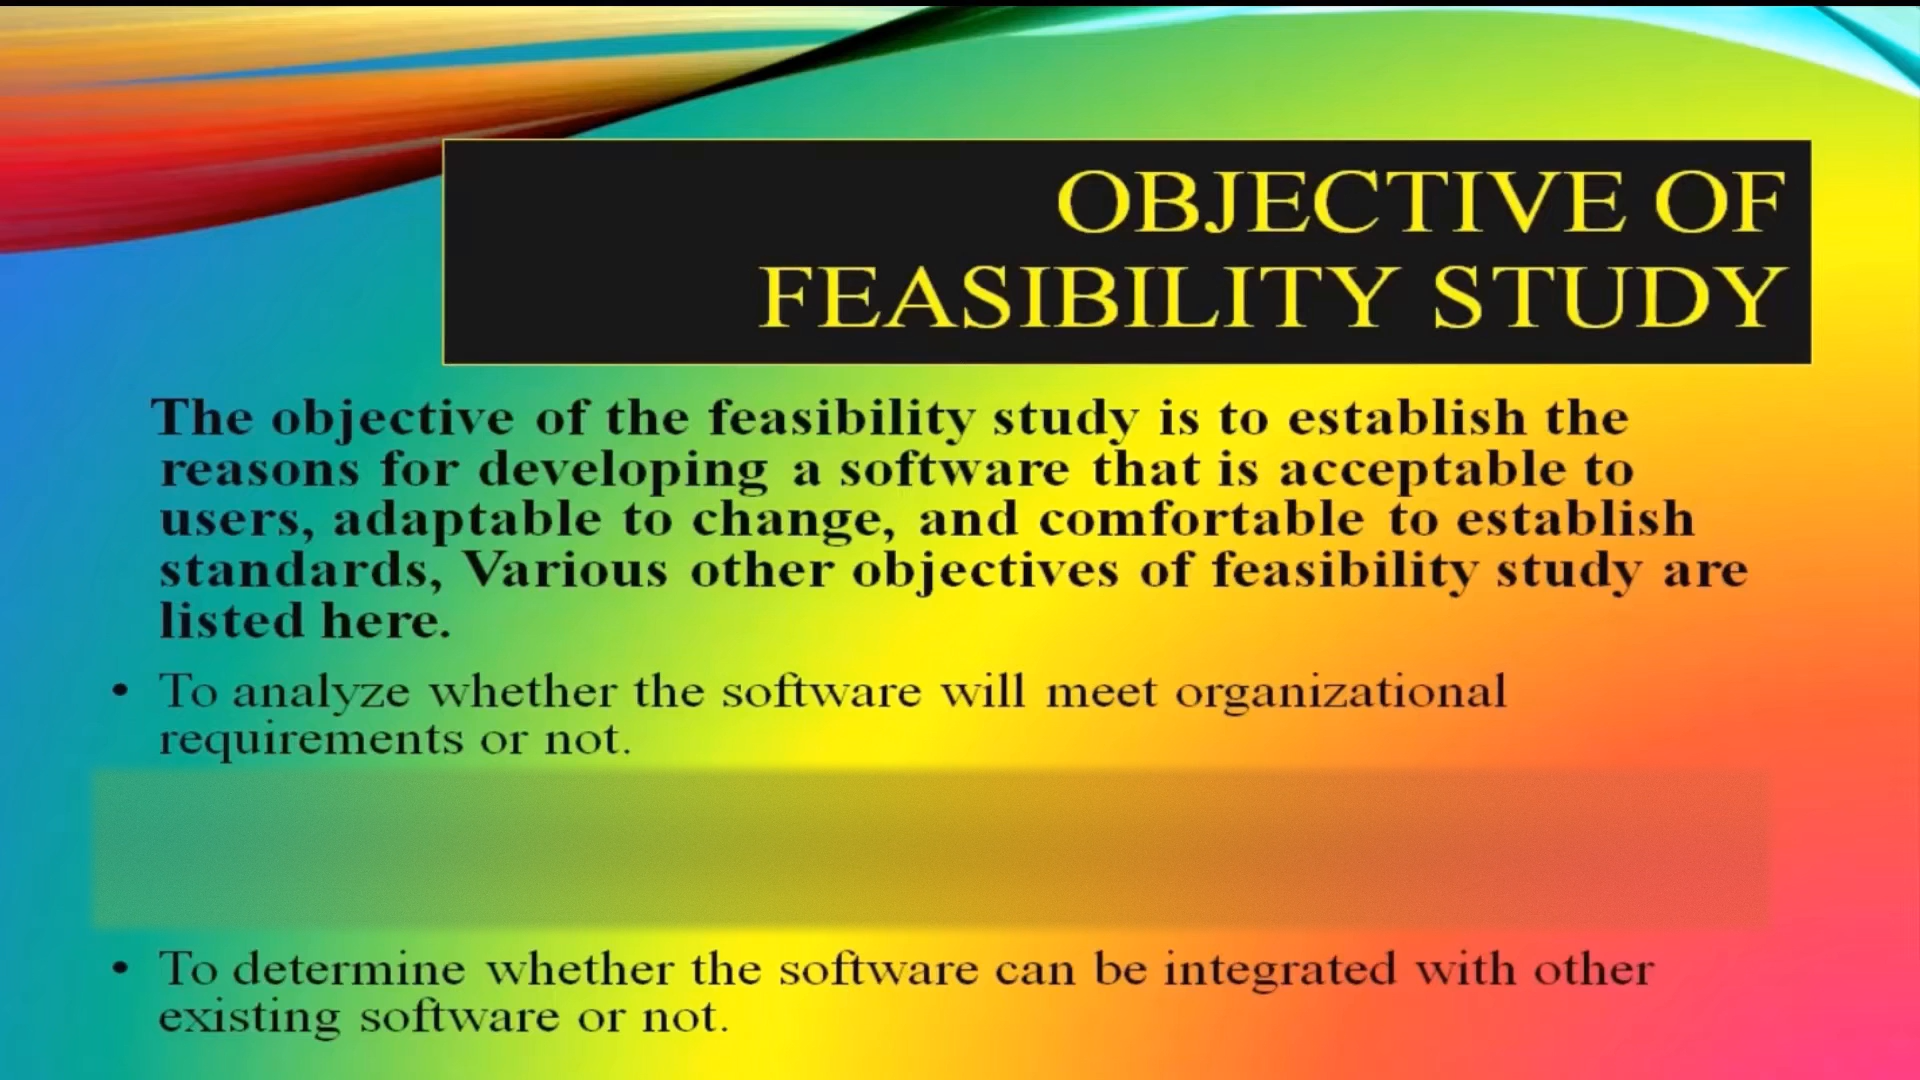 OBJECTIVE OF
FEASIBILITY STUDY
The objective of the feasibility study is to establish the
reasons for developing a software that is acceptable to
users, adaptable to change, and comfortable to establish
standards, Various other objectives of feasibility study are
listed here.
• To analyze whether the software will meet organizational
requirements or not.
• To determine whether the software can be integrated with other
existing software or not.